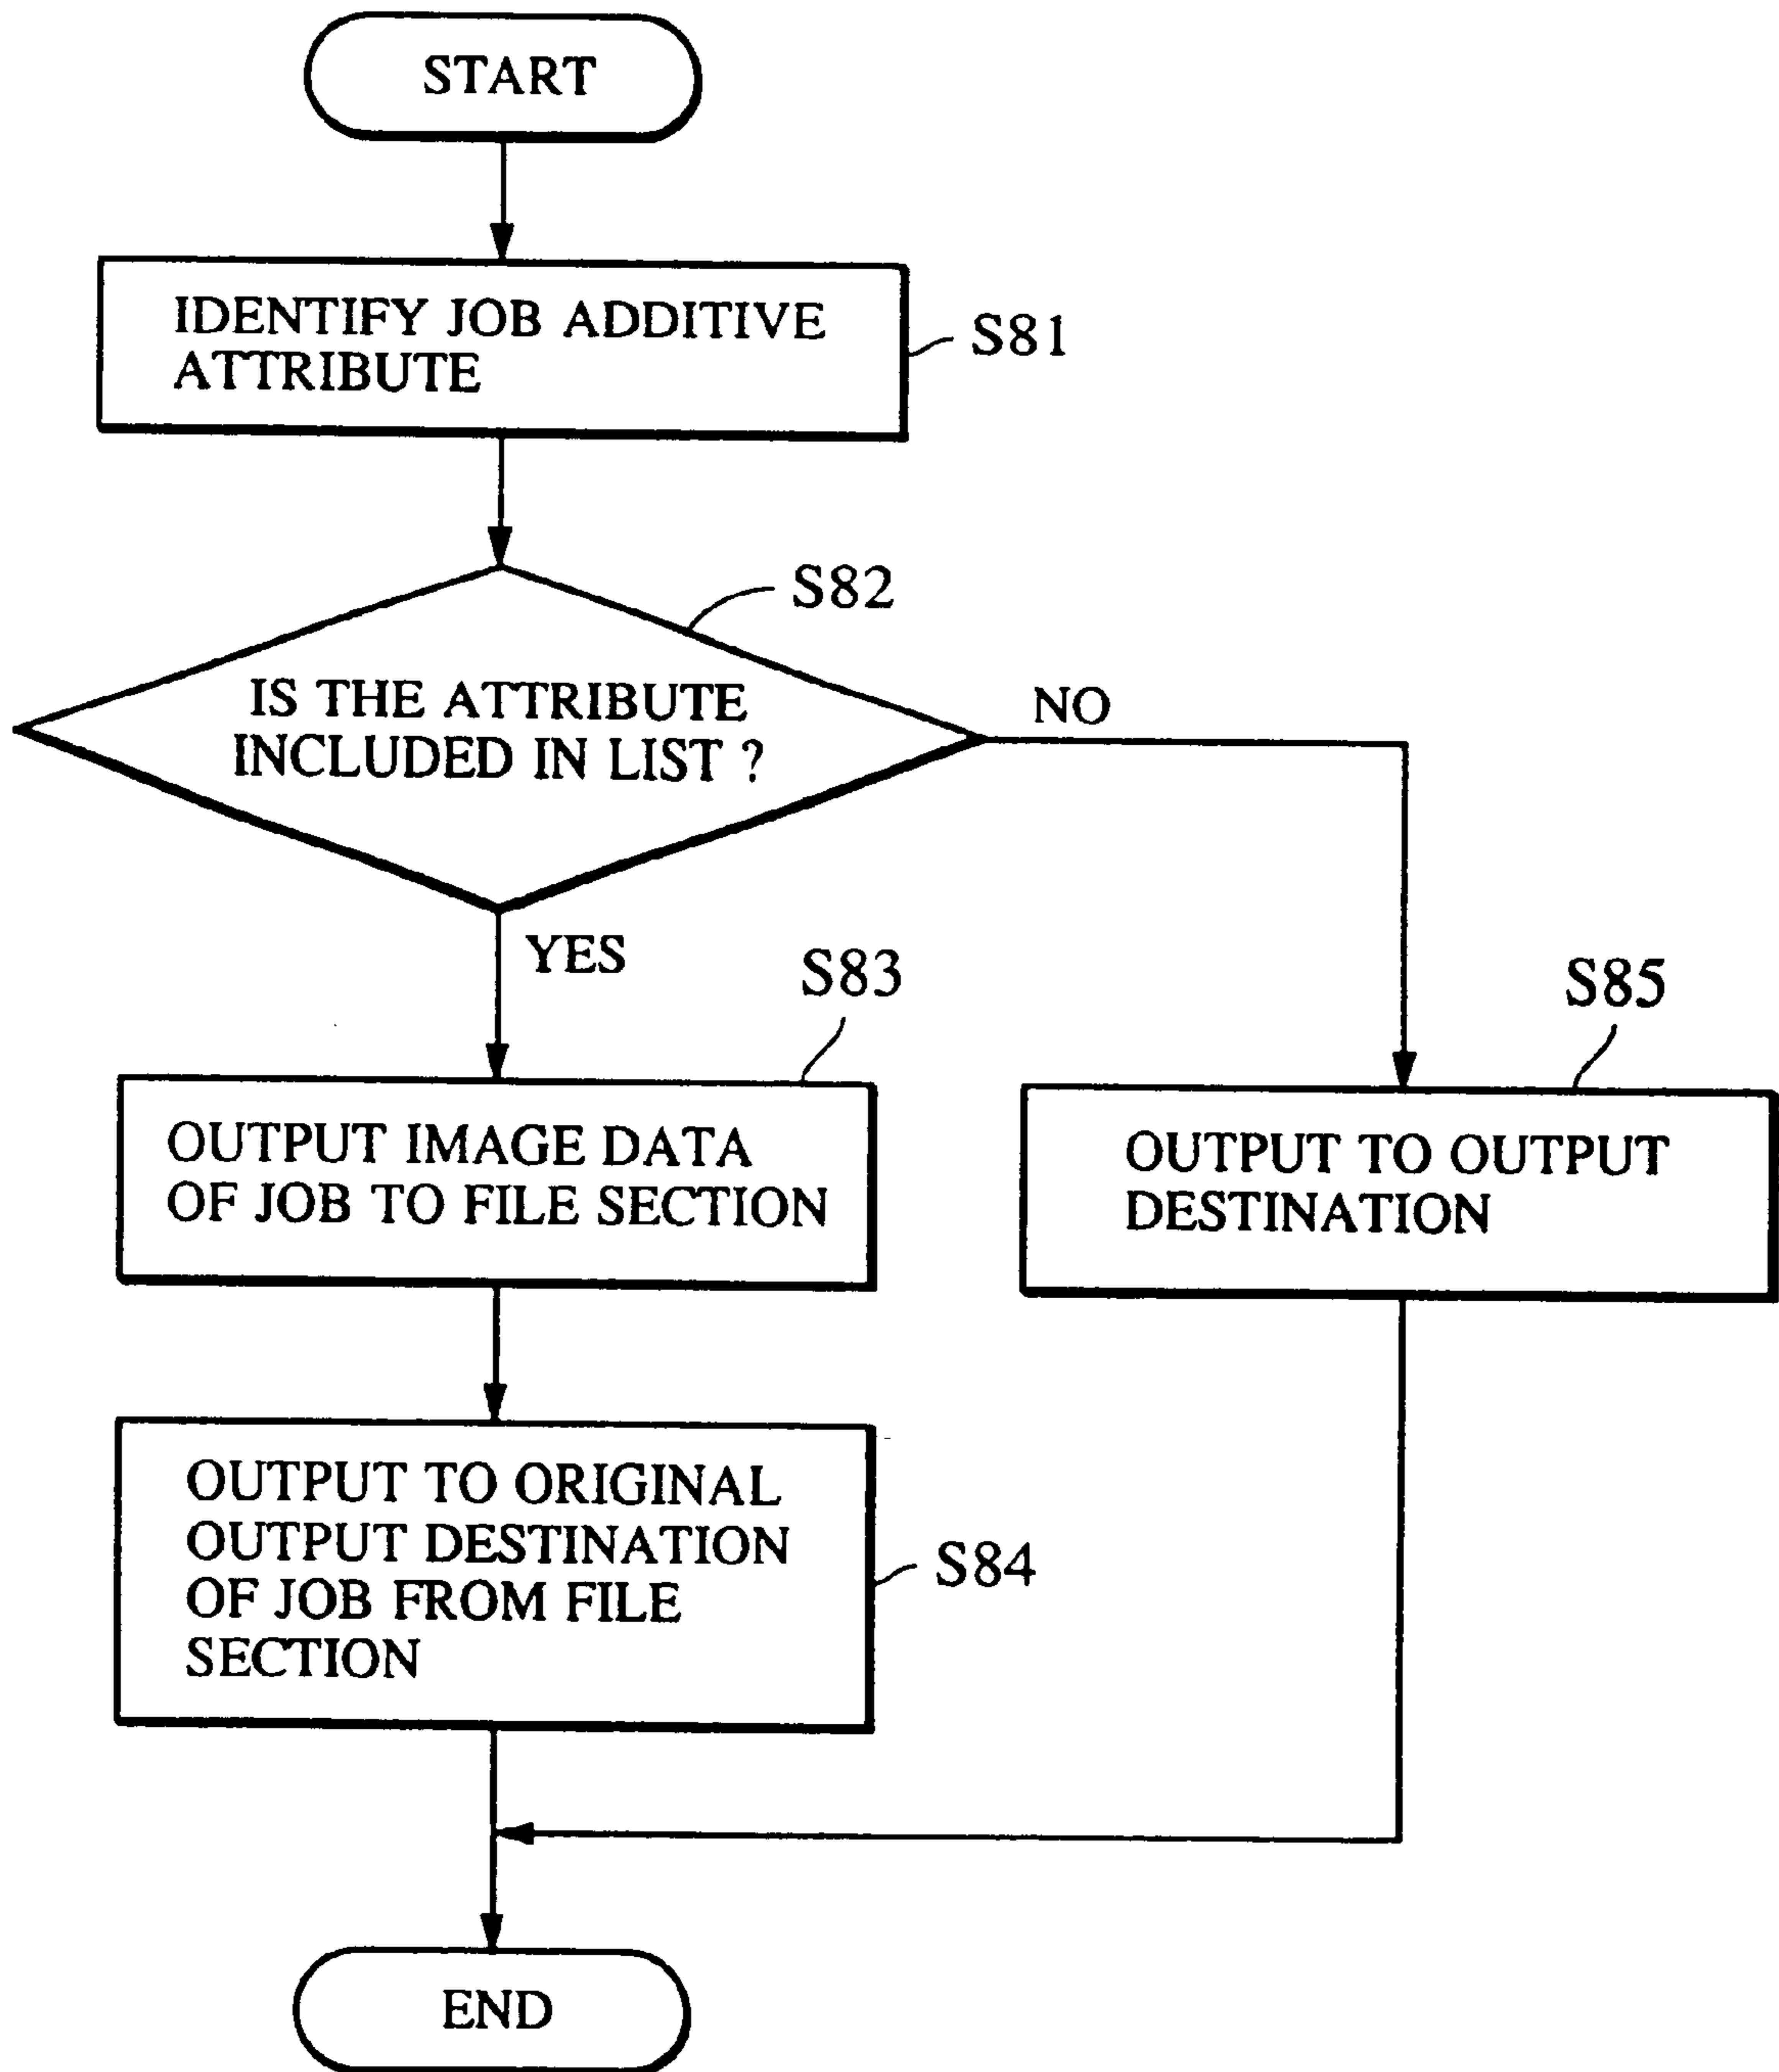 START
IDENTIFY JOB ADDITIVE
ATTRIBUTE
S81
S82
IS THE ATTRIBUTE
INCLUDED IN LIST ?
NO
YES
S83
OUTPUT IMAGE DATA
OF JOB TO FILE SECTION
S85
OUTPUT TO OUTPUT
DESTINATION
OUTPUT TO ORIGINAL
OUTPUT DESTINATION
OF JOB FROM FILE
SECTION
S84
END